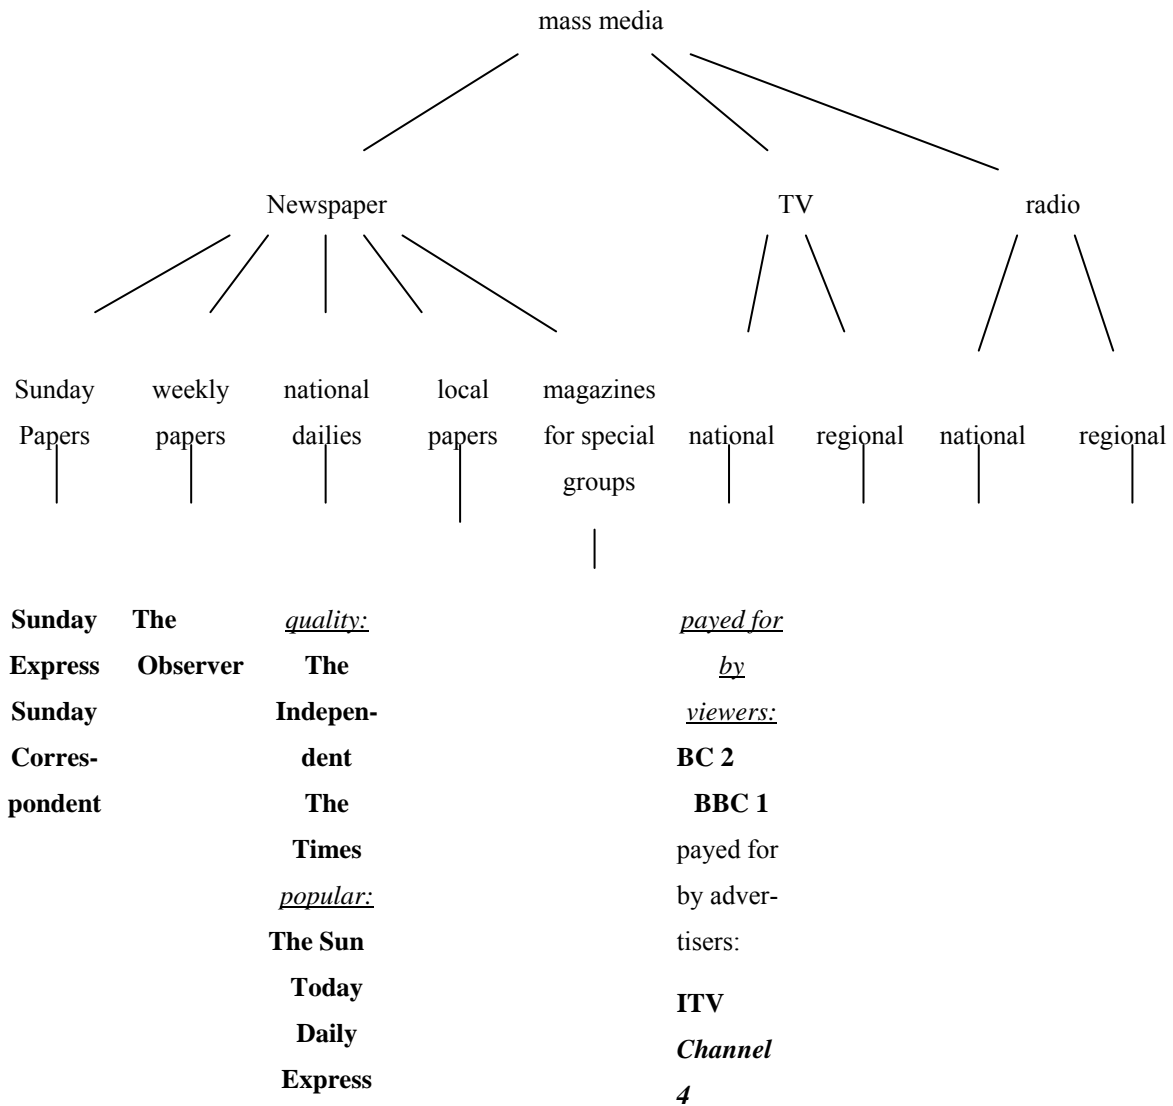 mass media
Newspaper TV radio
Sunday weekly national local magazines
Papers papers dailies papers for special national regional national regional
groups
Sunday The quality: payed for
Express Observer The by
Sunday Indepen- viewers:
Corres- dent BC 2
pondent The BBC 1
Times payed for
popular: by adver-
The Sun tisers:
Today
ITV
Daily
Channel
Express
4